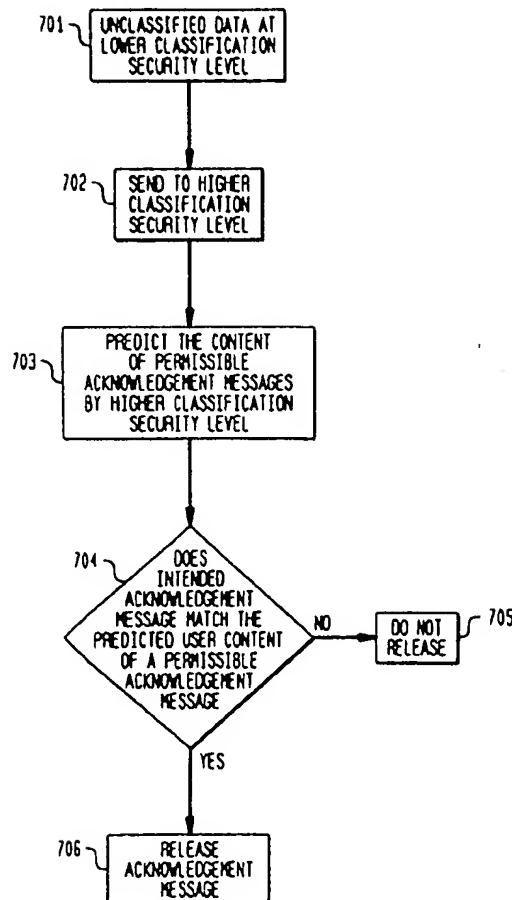 701
UNCLASSIFIED DATA AT
LOWER CLASSIFICATION
SECURITY LEVEL
702
SEND TO HIGHER
CLASSIFICATION
SECURITY LEVEL
703
PREDICT THE CONTENT
OF PERMISSIBLE
ACKNOWLEDGEMENT MESSAGES
BY HIGHER CLASSIFICATION
SECURITY LEVEL
704
DOES
INTENDED
ACKNOWLEDGEMENT
MESSAGE MATCH THE
PREDICTED USER CONTENT
OF A PERMISSIBLE
ACKNOWLEDGEMENT
MESSAGE
NO
DO NOT
RELEASE
705
YES
706
RELEASE
ACKNOWLEDGEMENT
MESSAGE